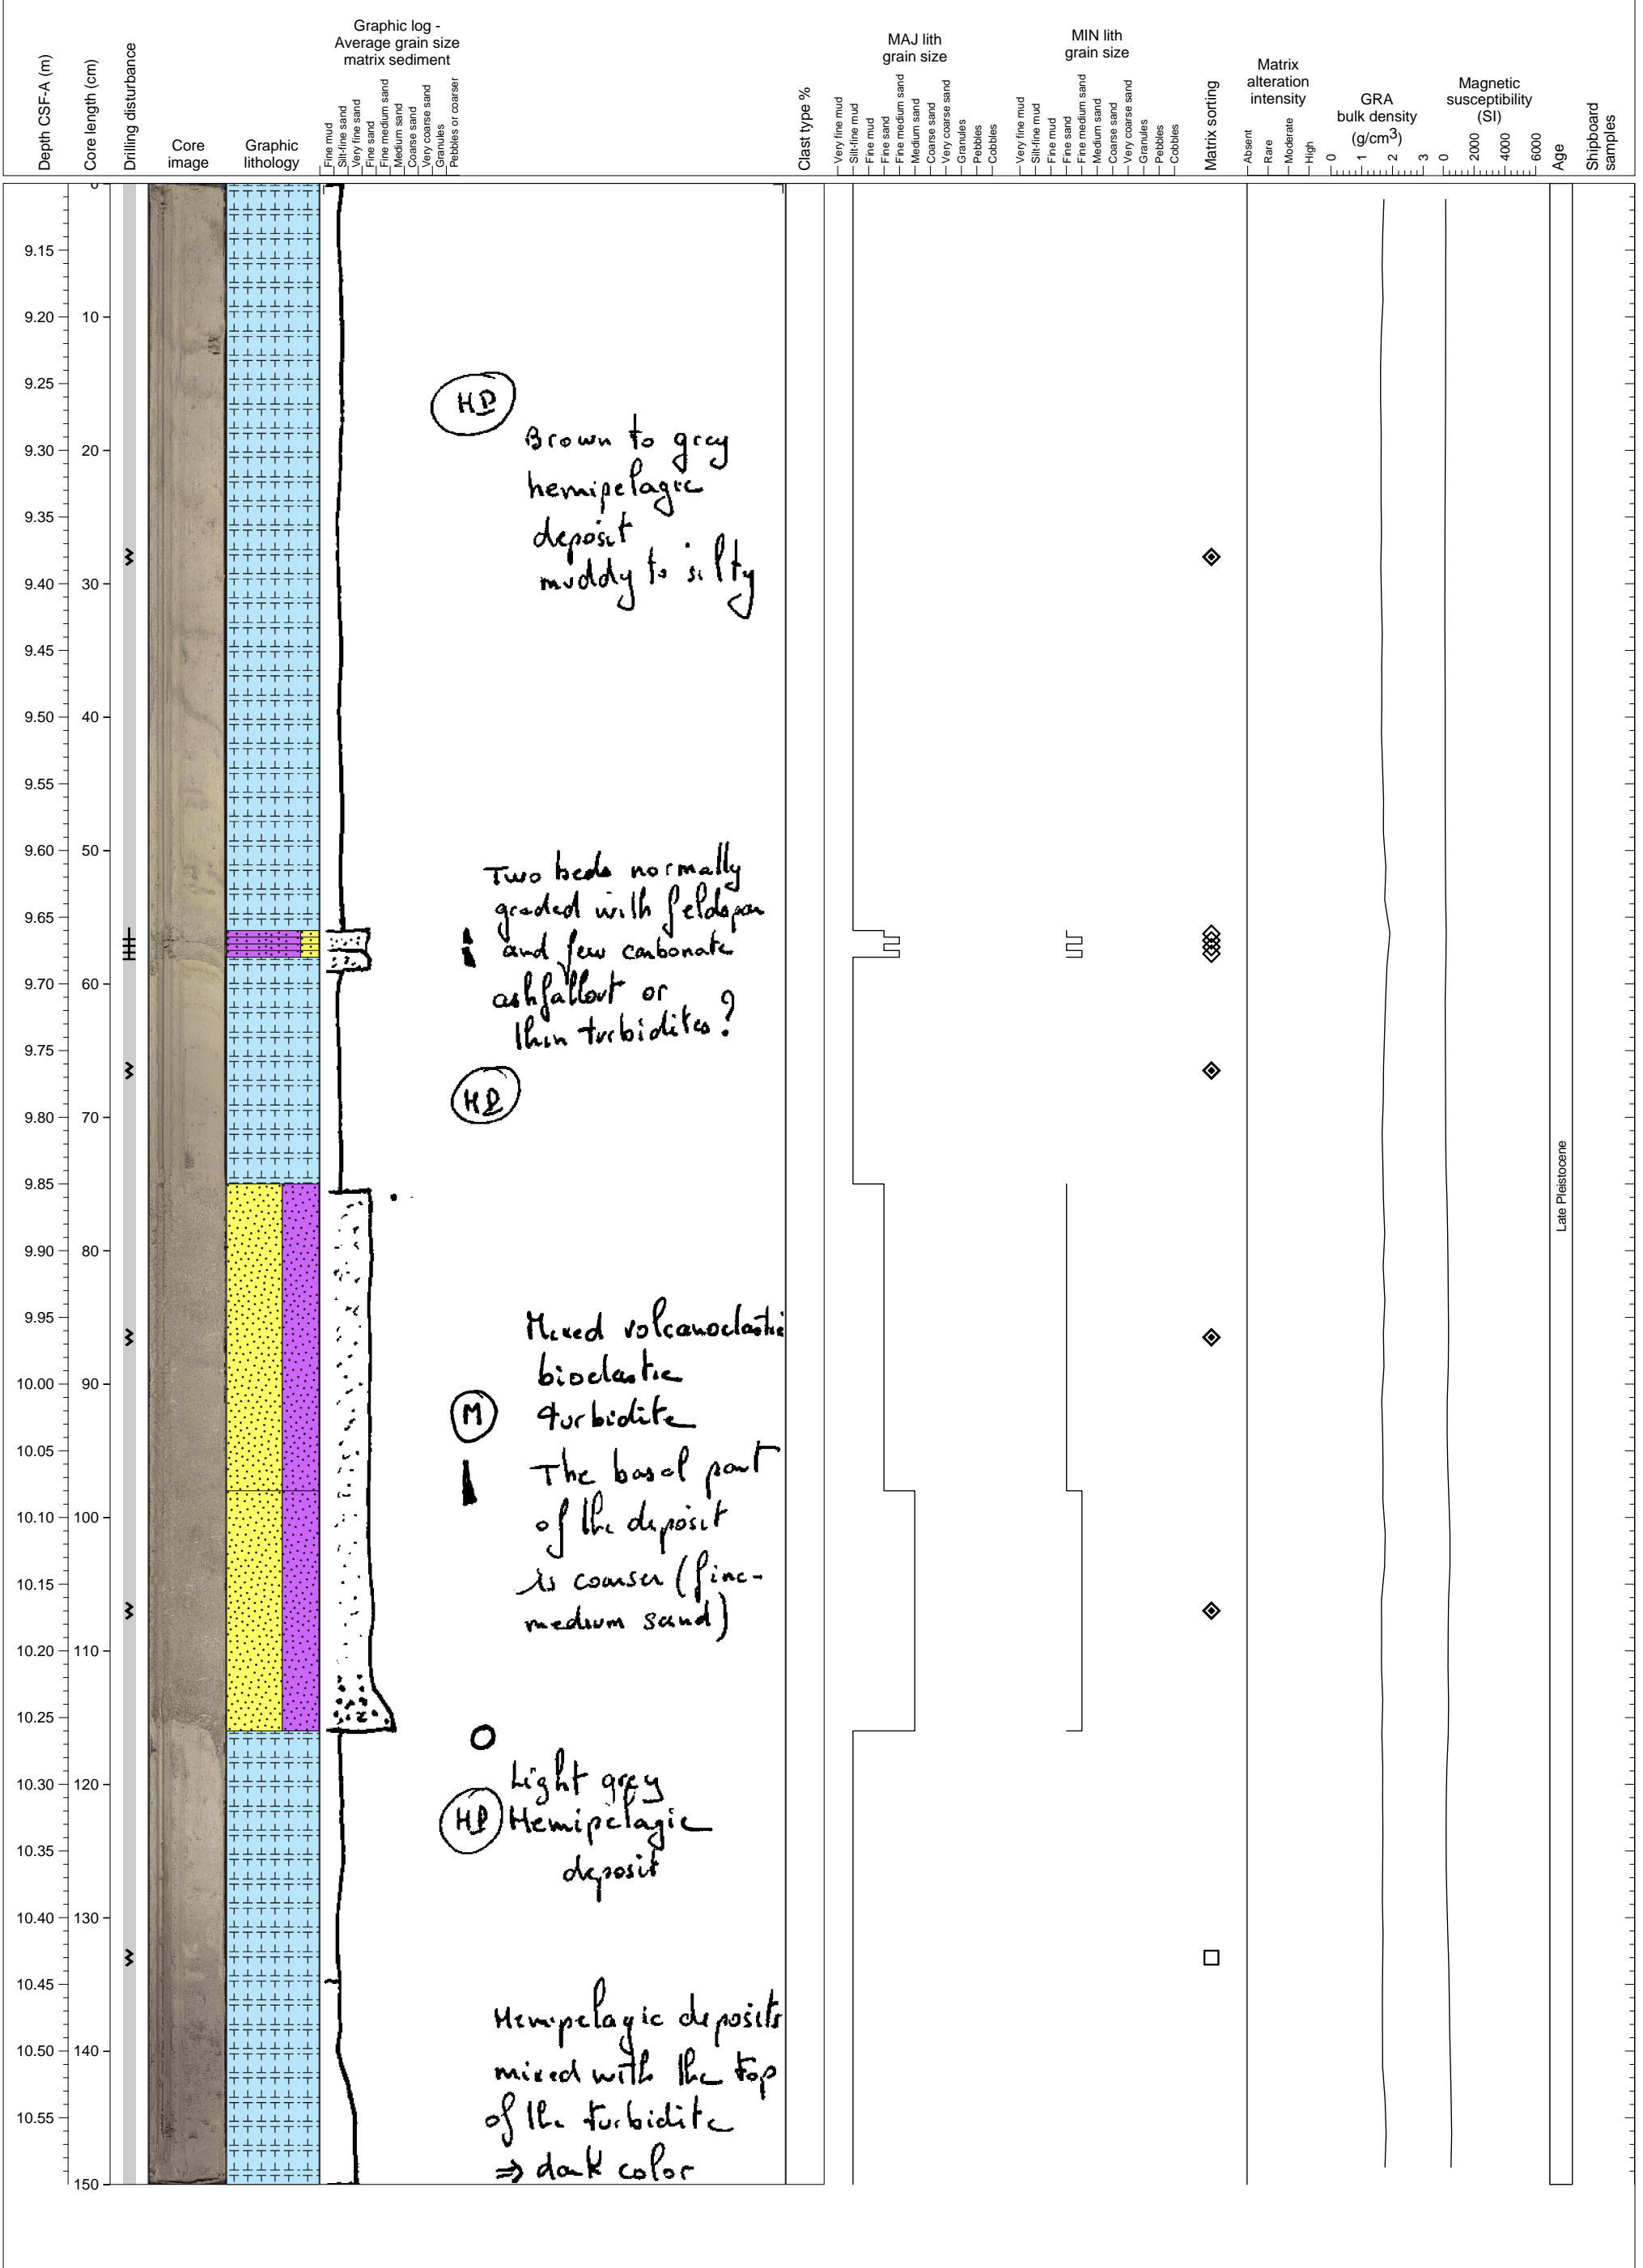 Depth CSF-A (m)
Core length (cm)
Drilling disturbance
Core
image
Graphic
lithology
Graphic log -
Average grain size
matrix sediment
Fine mud
Silt-fine sand
Very fine sand
Fine sand
Fine medium sand
Medium sand
Coarse sand
Very coarse sand
Granules
Pebbles or coarser
Clast type %
MAJ lith
grain size
Very fine mud
Silt-fine mud
Fine mud
Fine sand
Fine medium sand
Medium sand
Coarse sand
Very coarse sand
Granules
Pebbles
Cobbles
MIN lith
grain size
Very fine mud
Silt-fine mud
Fine mud
Fine sand
Fine medium sand
Medium sand
Coarse sand
Very coarse sand
Granules
Pebbles
Cobbles
Matrix sorting
Matrix
alteration
intensity
Absent
Rare
Moderate
High
GRA
bulk density
(g/cm3)
0
1
2
3
Magnetic
susceptibility
(SI)
0
2000
4000
6000
Age
Shipboard
samples
0
9.15
9.20
10
9.25
HP
9.30
20
Brown to grey
hemipelagic
9.35
deposit
muddy to silty
9.40
30
9.45
9.50
40
9.55
9.60
50
Two beds normally
graded with feldspar
9.65
and few carbonate
9.70
60
ashfallout or
thin turbidites?
9.75
HP
9.80
70
9.85
Late Pleistocene
9.90
80
9.95
Mixed volcanoclastic
bioclastic
10.00
90
M
turbidite
10.05
The basal part
10.10
100
of the deposit
10.15
is coarser (fine-
medium sand)
10.20
110
10.25
10.30
120
Light grey
HP
Hemipelagic
10.35
deposit
10.40
130
10.45
Hemipelagic deposits
10.50
140
mixed with the top
10.55
of the turbidite
⇒ dark color
150